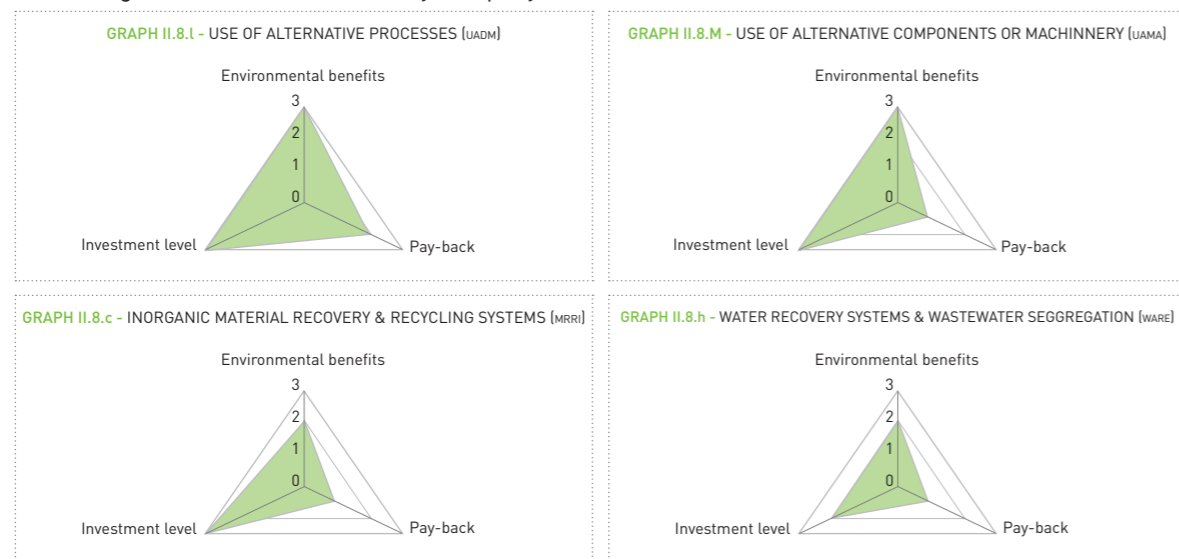 GRAPH II.8.l - USE OF ALTERNATIVE PROCESSES (UADM)
Environmental benefits
3
2
1
0
Investment level
Pay-back
GRAPH II.8.M - USE OF ALTERNATIVE COMPONENTS OR MACHINNERY (UAMA)
Environmental benefits
3
2
1
0
Investment level
Pay-back
GRAPH II.8.c - INORGANIC MATERIAL RECOVERY & RECYCLING SYSTEMS (MRRI)
Environmental benefits
3
2
1
0
Investment level
Pay-back
GRAPH II.8.h - WATER RECOVERY SYSTEMS & WASTEWATER SEGGREGATION (WARE)
Environmental benefits
3
2
1
0
Investment level
Pay-back